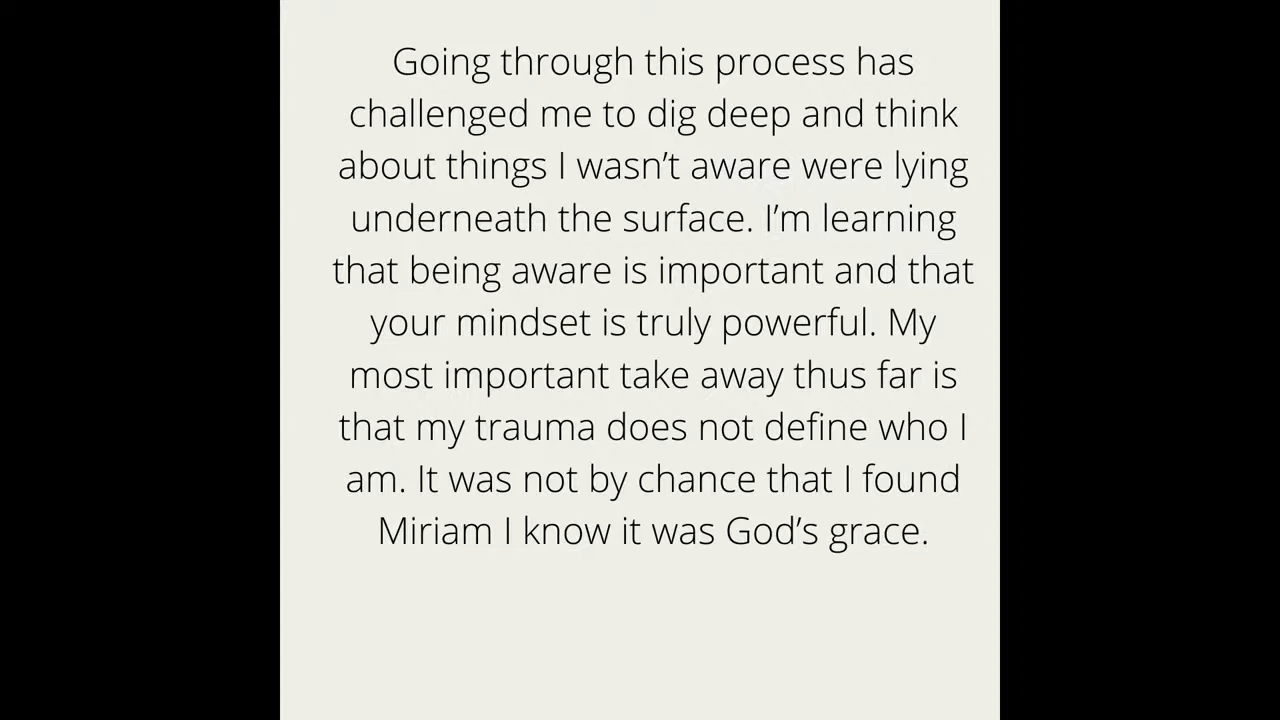 Going through this process has
challenged me to dig deep and think
about things I wasn’t aware were lying
underneath the surface. I’m learning
that being aware is important and that
your mindset is truly powerful. My
most important take away thus far is
that my trauma does not define who I
am. It was not by chance that I found
Miriam I know it was God’s grace.